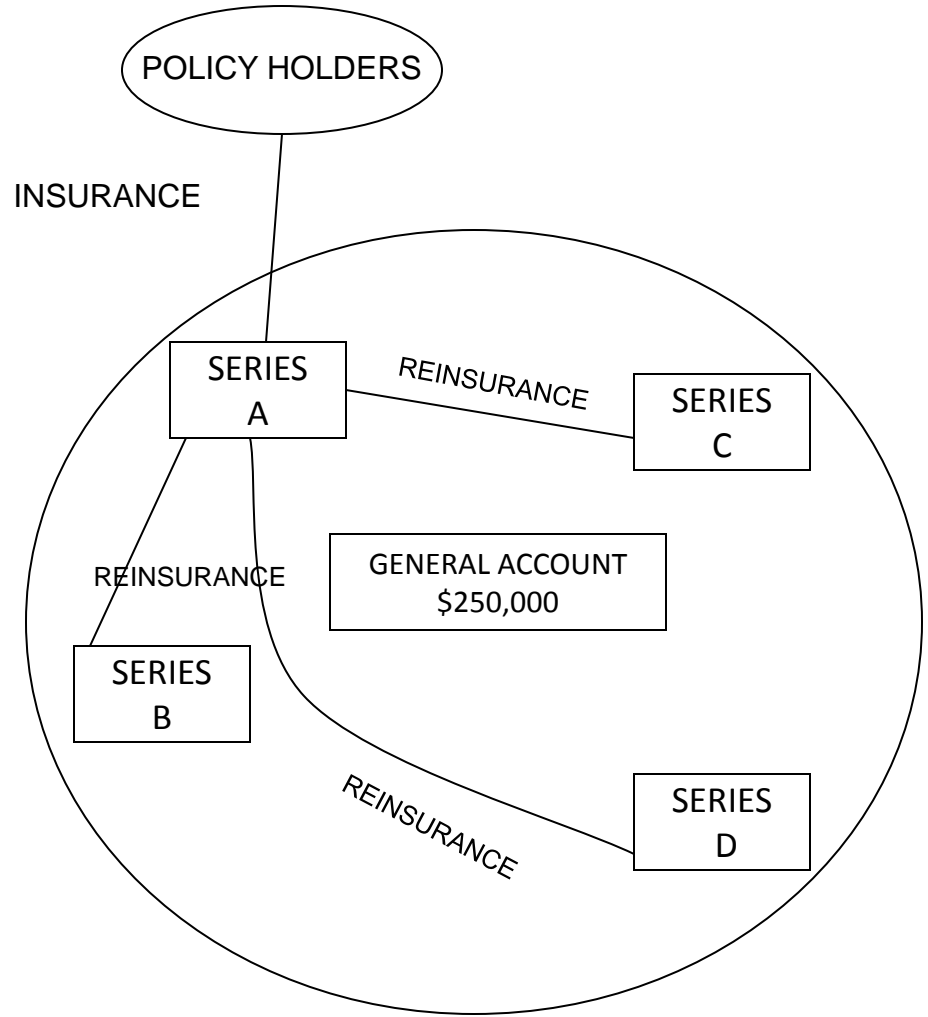 POLICY HOLDERS
INSURANCE
SERIES
A
REINSURANCE
SERIES
C
REINSURANCE
GENERAL ACCOUNT
$250,000
SERIES
B
REINSURANCE
SERIES
D